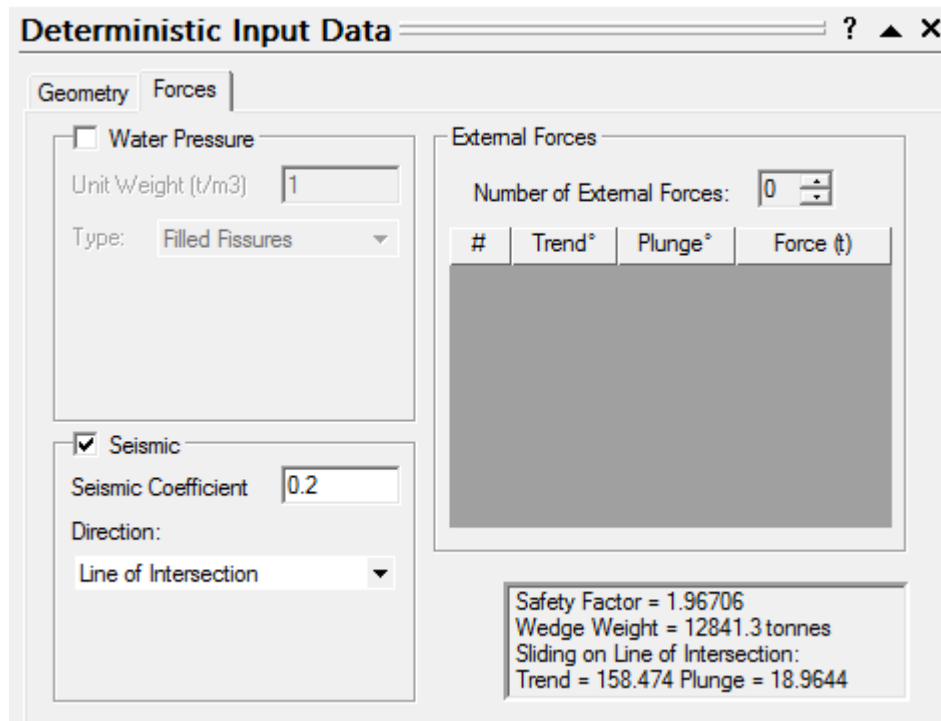 Deterministic Input Data ? ▲ ✕
Geometry Forces
Water Pressure
Unit Weight (t/m3) 1
Type: Filled Fissures
Seismic
Seismic Coefficient 0.2
Direction:
Line of Intersection
External Forces
Number of External Forces: 0
# Trend° Plunge° Force (t)
Safety Factor = 1.96706
Wedge Weight = 12841.3 tonnes
Sliding on Line of Intersection:
Trend = 158.474 Plunge = 18.9644